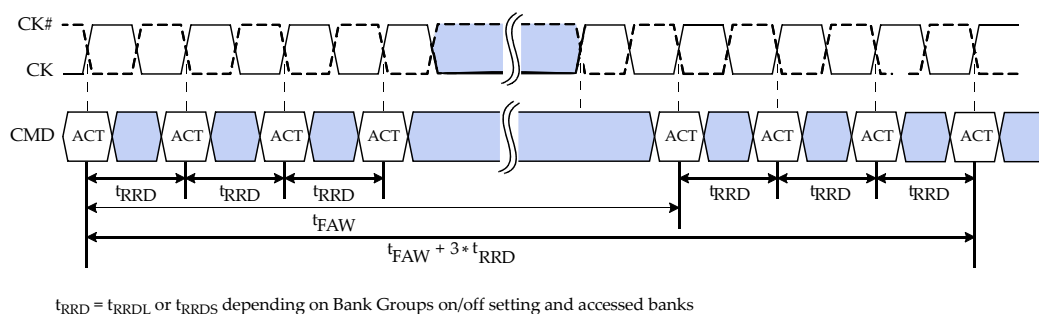 CK#
CK
CMD ACT ACT ACT ACT ACT ACT ACT ACT
tRRD tRRD tRRD tRRD tRRD tRRD
tFAW
tFAW + 3 * tRRD
tRRD = tRRDL or tRRDS depending on Bank Groups on/off setting and accessed banks